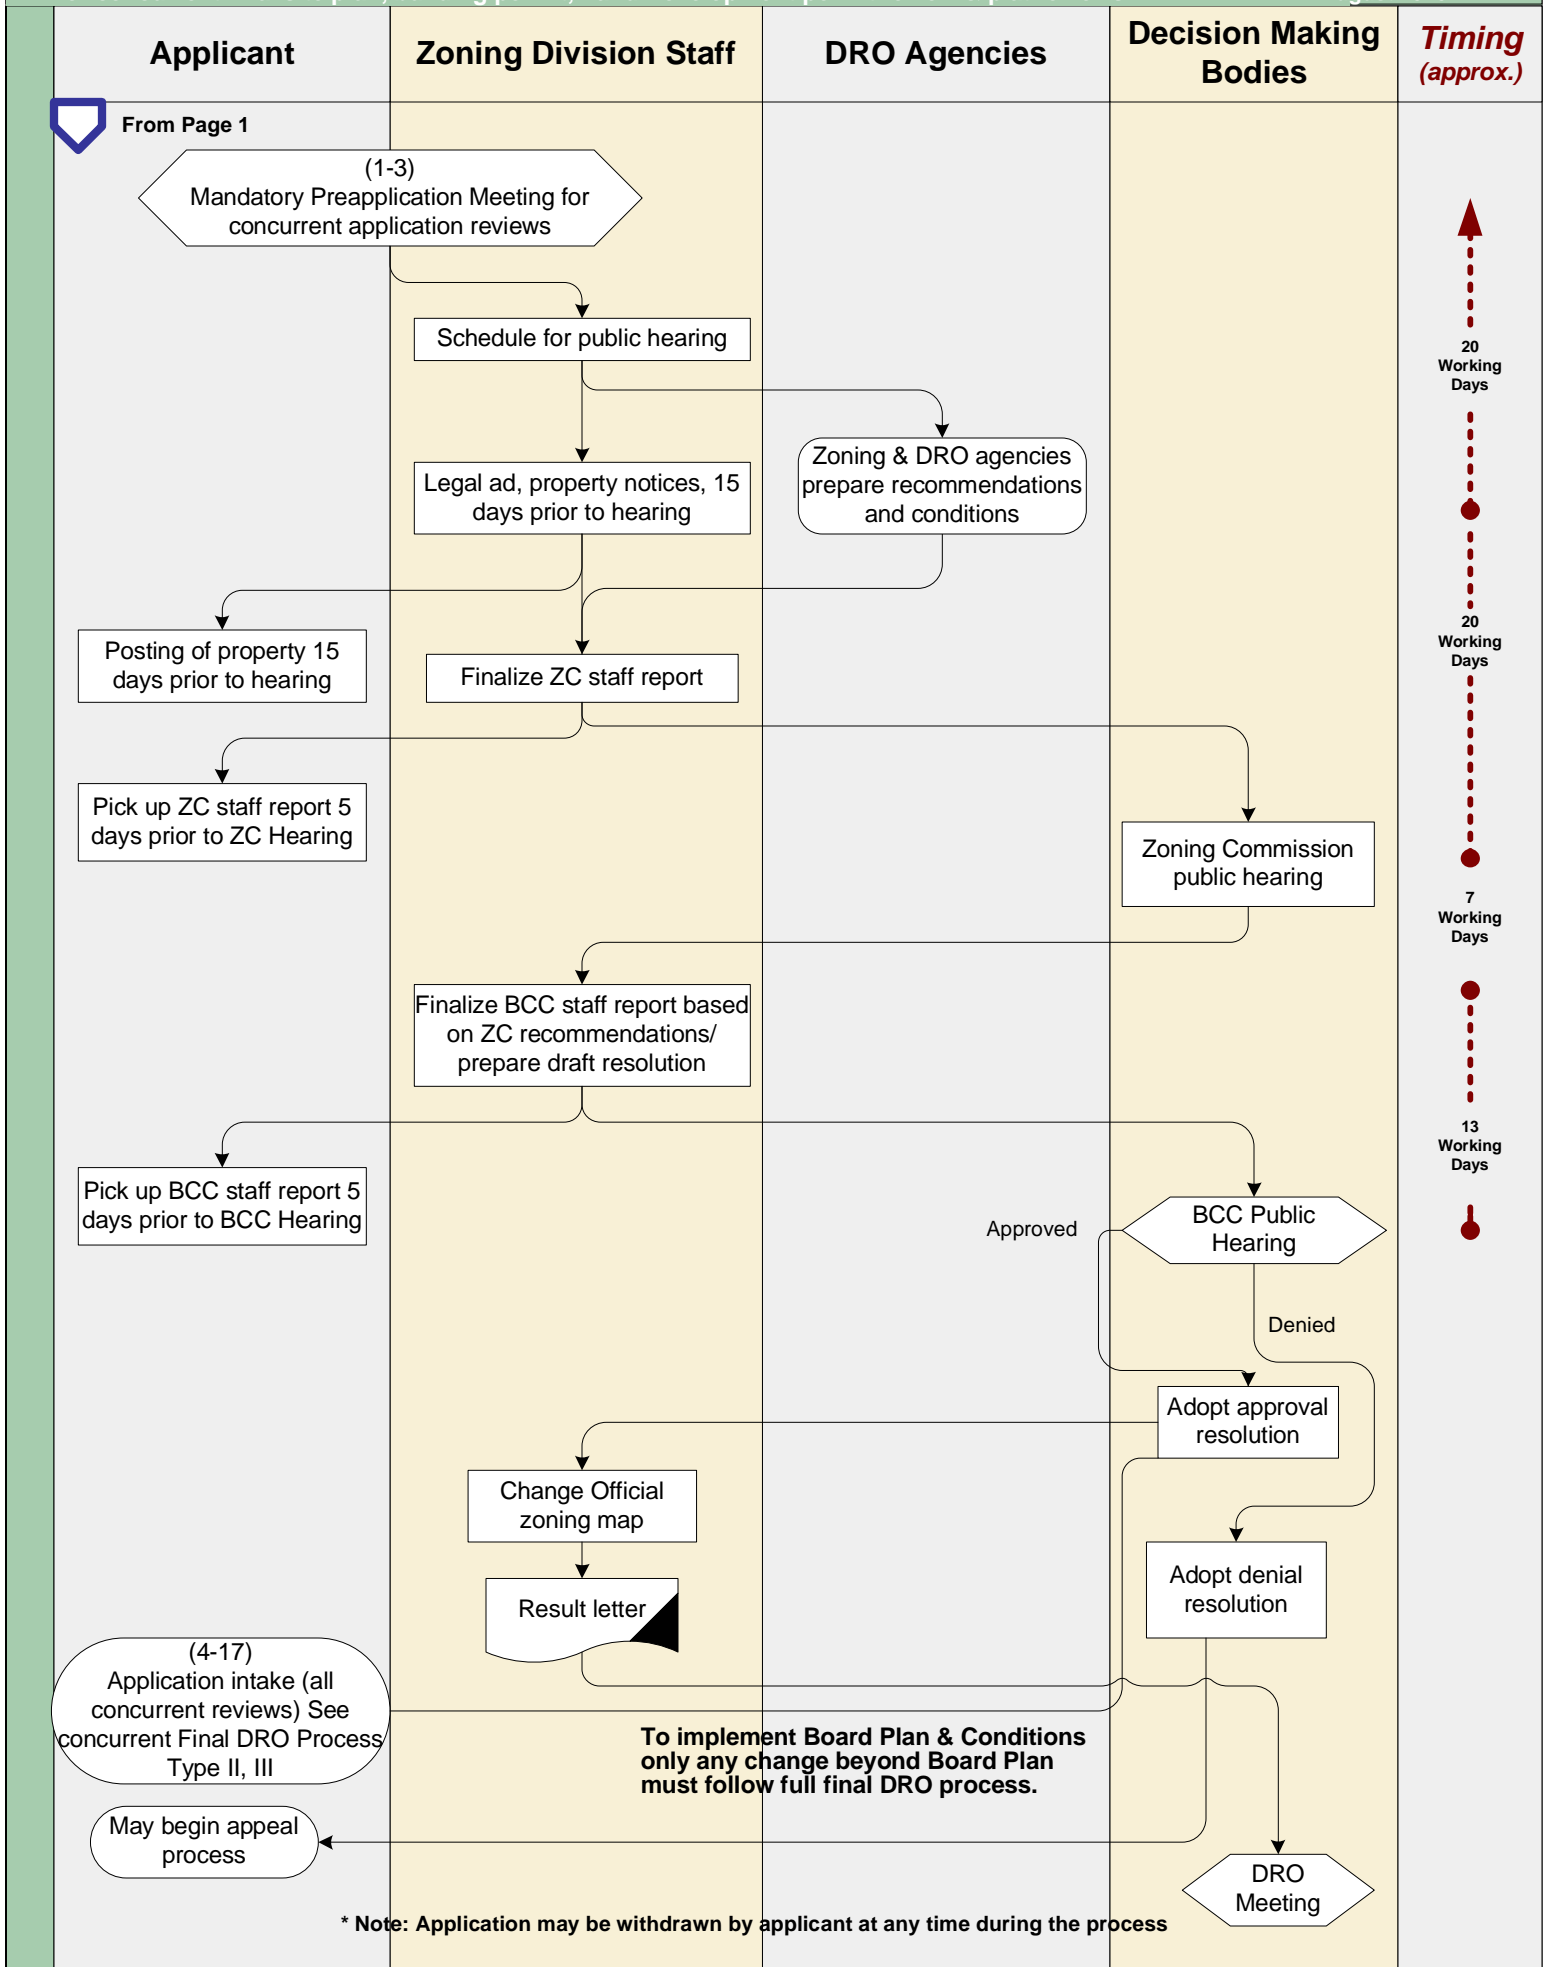 Applicant
Zoning Division Staff
DRO Agencies
Decision Making
Bodies
Timing
(approx.)
From Page 1
(1-3)
Mandatory Preapplication Meeting for
concurrent application reviews
Schedule for public hearing
20
Working
Days
Legal ad, property notices, 15
days prior to hearing
Zoning & DRO agencies
prepare recommendations
and conditions
Posting of property 15
days prior to hearing
Finalize ZC staff report
20
Working
Days
Pick up ZC staff report 5
days prior to ZC Hearing
Zoning Commission
public hearing
7
Working
Days
Finalize BCC staff report based
on ZC recommendations/
prepare draft resolution
13
Working
Days
Pick up BCC staff report 5
days prior to BCC Hearing
Approved
BCC Public
Hearing
Denied
Adopt approval
resolution
Change Official
zoning map
Adopt denial
resolution
Result letter
(4-17)
Application intake (all
concurrent reviews) See
concurrent Final DRO Process
Type II, III
To implement Board Plan & Conditions
only any change beyond Board Plan
must follow full final DRO process.
May begin appeal
process
DRO
Meeting
* Note: Application may be withdrawn by applicant at any time during the process